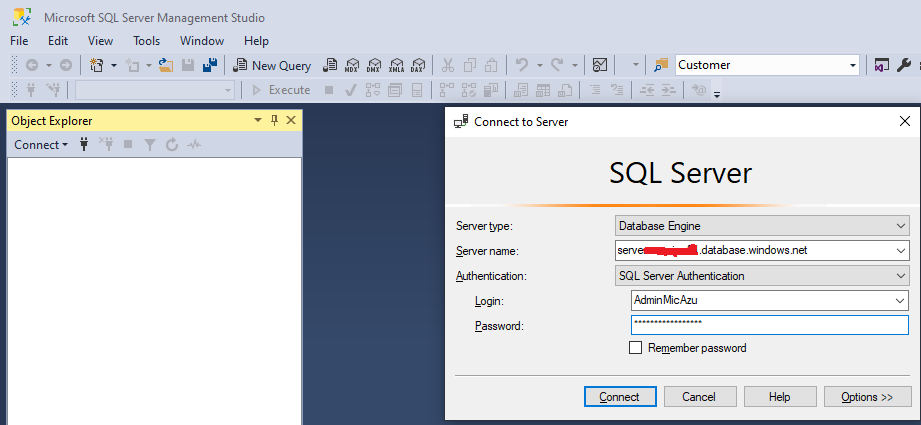 Microsoft SQL Server Management Studio
File Edit View Tools Window Help
New Query MDX DMX XMLA DAX Customer
Execute
Object Explorer
Connect
Connect to Server
SQL Server
Server type: Database Engine
Server name: server .database.windows.net
Authentication: SQL Server Authentication
Login: AdminMicAzu
Password: *****************
Remember password
Connect Cancel Help Options >>